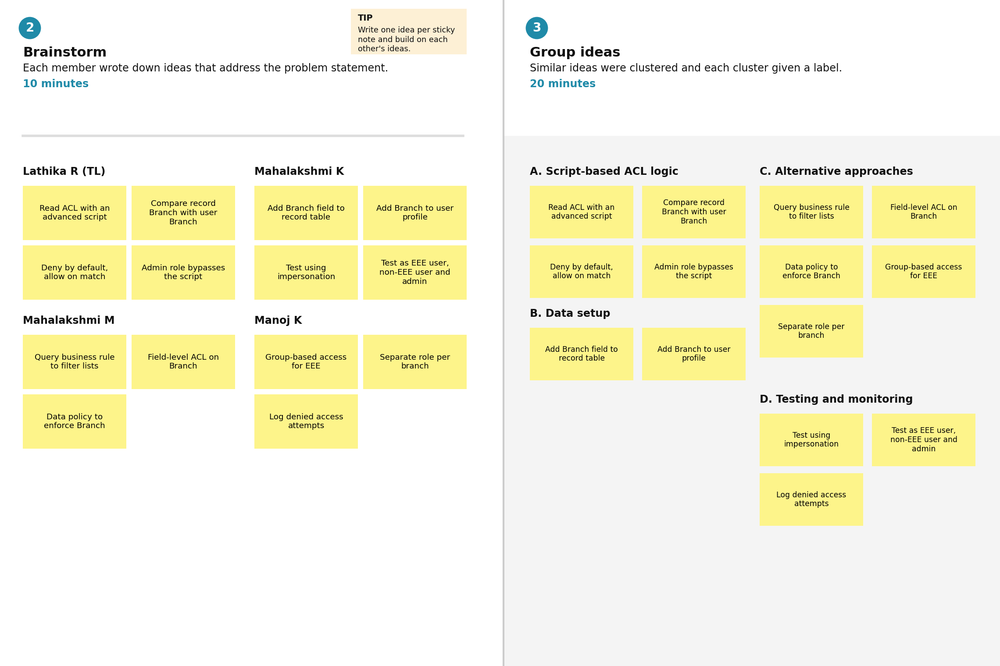 2
TIP
Write one idea per sticky
note and build on each
other's ideas.
Brainstorm
Each member wrote down ideas that address the problem statement.
10 minutes
Lathika R (TL)
Read ACL with an
advanced script
Compare record
Branch with user
Branch
Deny by default,
allow on match
Admin role bypasses
the script
Mahalakshmi K
Add Branch field to
record table
Add Branch to user
profile
Test using
impersonation
Test as EEE user,
non-EEE user and
admin
Mahalakshmi M
Query business rule
to filter lists
Field-level ACL on
Branch
Data policy to
enforce Branch
Manoj K
Group-based access
for EEE
Separate role per
branch
Log denied access
attempts
3
Group ideas
Similar ideas were clustered and each cluster given a label.
20 minutes
A. Script-based ACL logic
Read ACL with an
advanced script
Compare record
Branch with user
Branch
Deny by default,
allow on match
Admin role bypasses
the script
B. Data setup
Add Branch field to
record table
Add Branch to user
profile
C. Alternative approaches
Query business rule
to filter lists
Field-level ACL on
Branch
Data policy to
enforce Branch
Group-based access
for EEE
Separate role per
branch
D. Testing and monitoring
Test using
impersonation
Test as EEE user,
non-EEE user and
admin
Log denied access
attempts